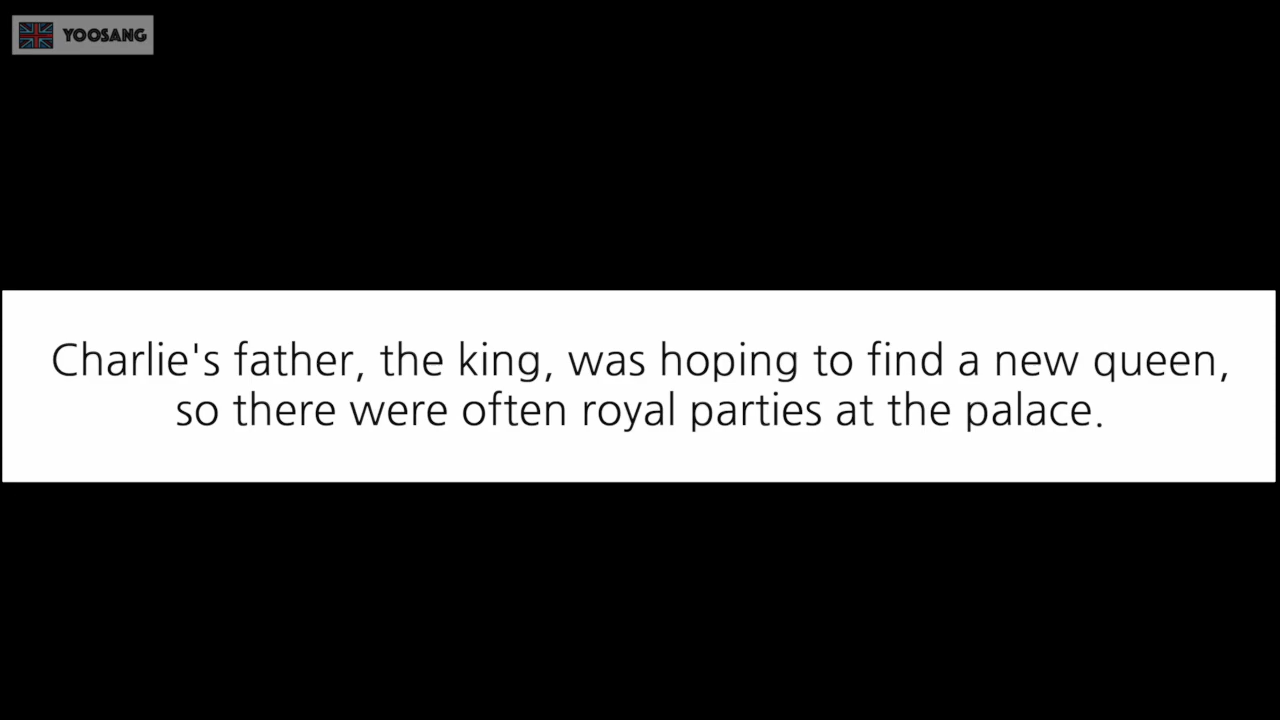 YOOSANG
Charlie's father, the king, was hoping to find a new queen,
so there were often royal parties at the palace.